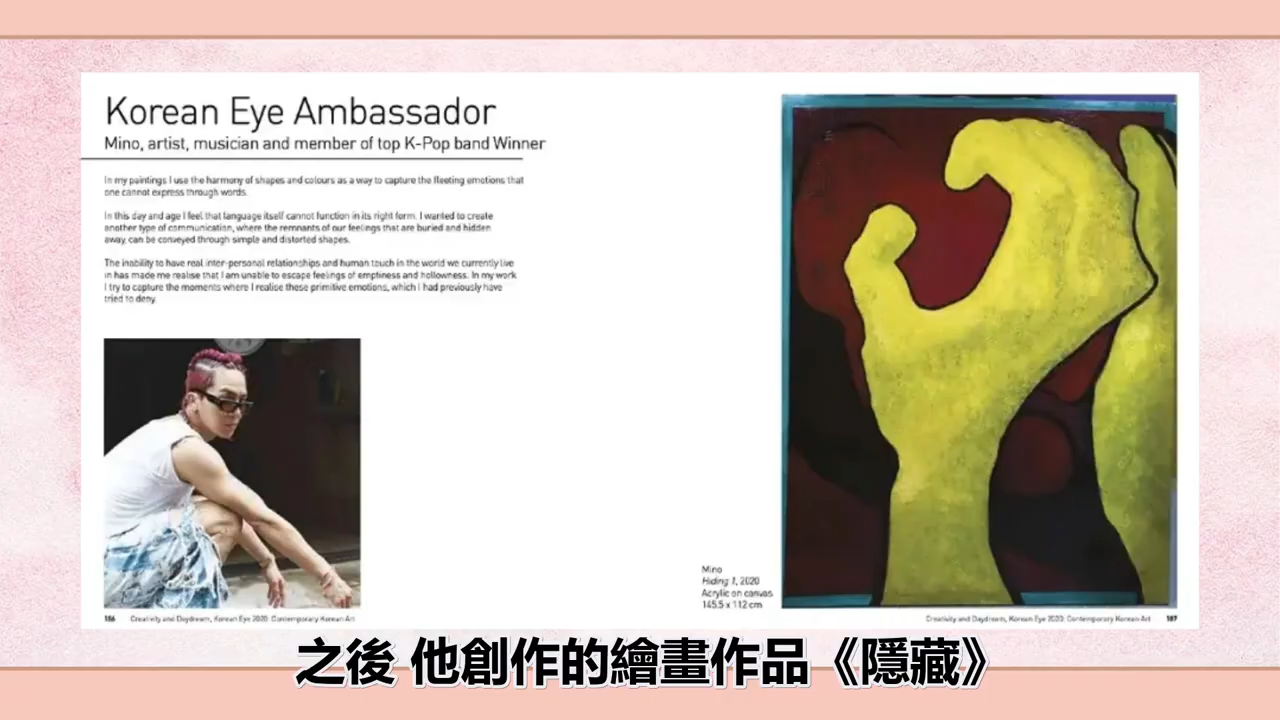 Korean Eye Ambassador
Mino, artist, musician and member of top K-Pop band Winner
In my paintings I use the harmony of shapes and colours as a way to capture the fleeting emotions that
one cannot express through words.
In this day and age I feel that language itself cannot function in its right form. I wanted to create
another type of communication, where the remnants of our feelings that are buried and hidden
away, can be conveyed through simple and distorted shapes.
The inability to have real inter-personal relationships and human touch in the world we currently live
in has made me realise that I am unable to escape feelings of emptiness and hollowness. In my work
I try to capture the moments where I realise these primitive emotions, which I had previously have
tried to deny.
Mino
Hiding 1, 2020
Acrylic on canvas
145.5 x 112 cm
186 Creativity and Daydream, Korean Eye 2020: Contemporary Korean Art
Creativity and Daydream, Korean Eye 2020: Contemporary Korean Art 187
之後 他創作的繪畫作品《隱藏》